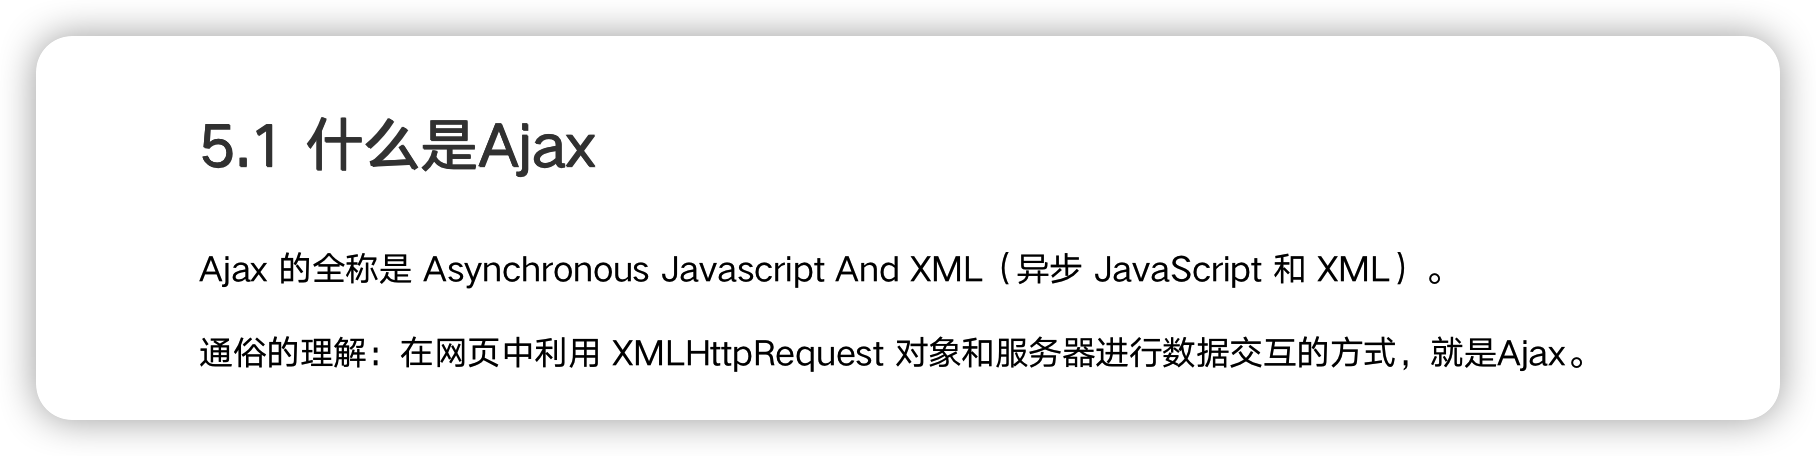 5.1 什么是Ajax
Ajax 的全称是 Asynchronous Javascript And XML（异步 JavaScript 和 XML）。
通俗的理解：在网页中利用 XMLHttpRequest 对象和服务器进行数据交互的方式，就是Ajax。